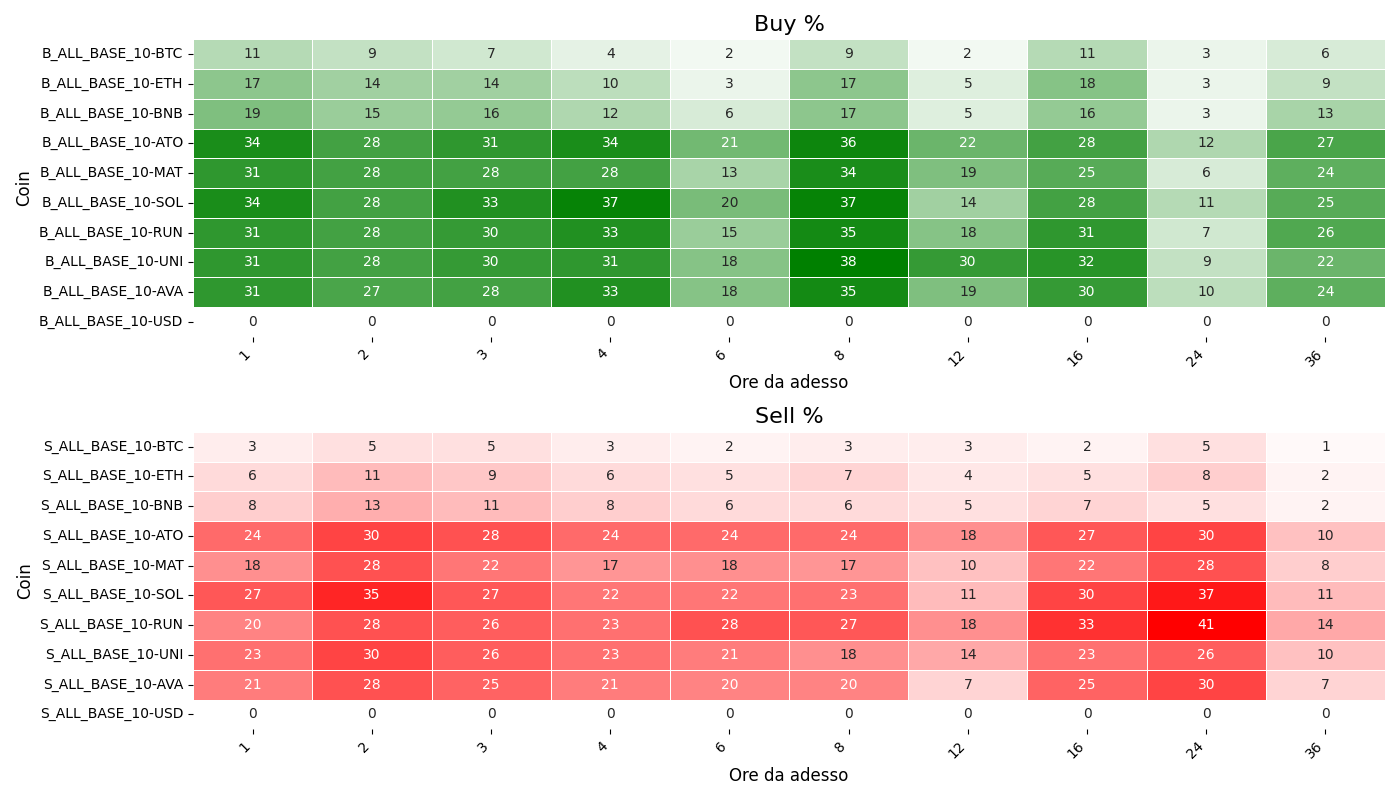 Buy %
Coin
B_ALL_BASE_10-BTC 11 9 7 4 2 9 2 11 3 6
B_ALL_BASE_10-ETH 17 14 14 10 3 17 5 18 3 9
B_ALL_BASE_10-BNB 19 15 16 12 6 17 5 16 3 13
B_ALL_BASE_10-ATO 34 28 31 34 21 36 22 28 12 27
B_ALL_BASE_10-MAT 31 28 28 28 13 34 19 25 6 24
B_ALL_BASE_10-SOL 34 28 33 37 20 37 14 28 11 25
B_ALL_BASE_10-RUN 31 28 30 33 15 35 18 31 7 26
B_ALL_BASE_10-UNI 31 28 30 31 18 38 30 32 9 22
B_ALL_BASE_10-AVA 31 27 28 33 18 35 19 30 10 24
B_ALL_BASE_10-USD 0 0 0 0 0 0 0 0 0 0
1 2 3 4 6 8 12 16 24 36
Ore da adesso
Sell %
Coin
S_ALL_BASE_10-BTC 3 5 5 3 2 3 3 2 5 1
S_ALL_BASE_10-ETH 6 11 9 6 5 7 4 5 8 2
S_ALL_BASE_10-BNB 8 13 11 8 6 6 5 7 5 2
S_ALL_BASE_10-ATO 24 30 28 24 24 24 18 27 30 10
S_ALL_BASE_10-MAT 18 28 22 17 18 17 10 22 28 8
S_ALL_BASE_10-SOL 27 35 27 22 22 23 11 30 37 11
S_ALL_BASE_10-RUN 20 28 26 23 28 27 18 33 41 14
S_ALL_BASE_10-UNI 23 30 26 23 21 18 14 23 26 10
S_ALL_BASE_10-AVA 21 28 25 21 20 20 7 25 30 7
S_ALL_BASE_10-USD 0 0 0 0 0 0 0 0 0 0
1 2 3 4 6 8 12 16 24 36
Ore da adesso